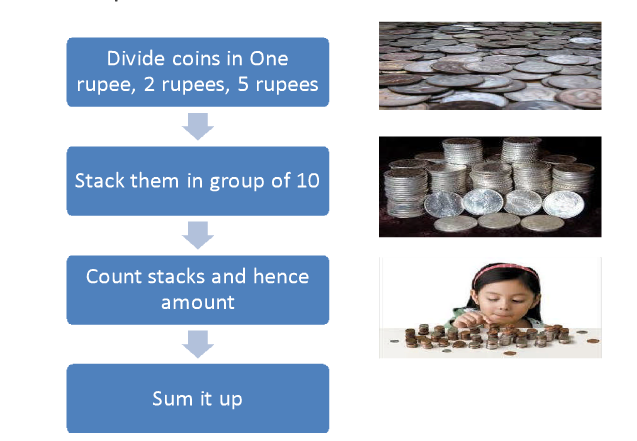 Divide coins in One
rupee, 2 rupees, 5 rupees
Stack them in group of 10
Count stacks and hence
amount
Sum it up